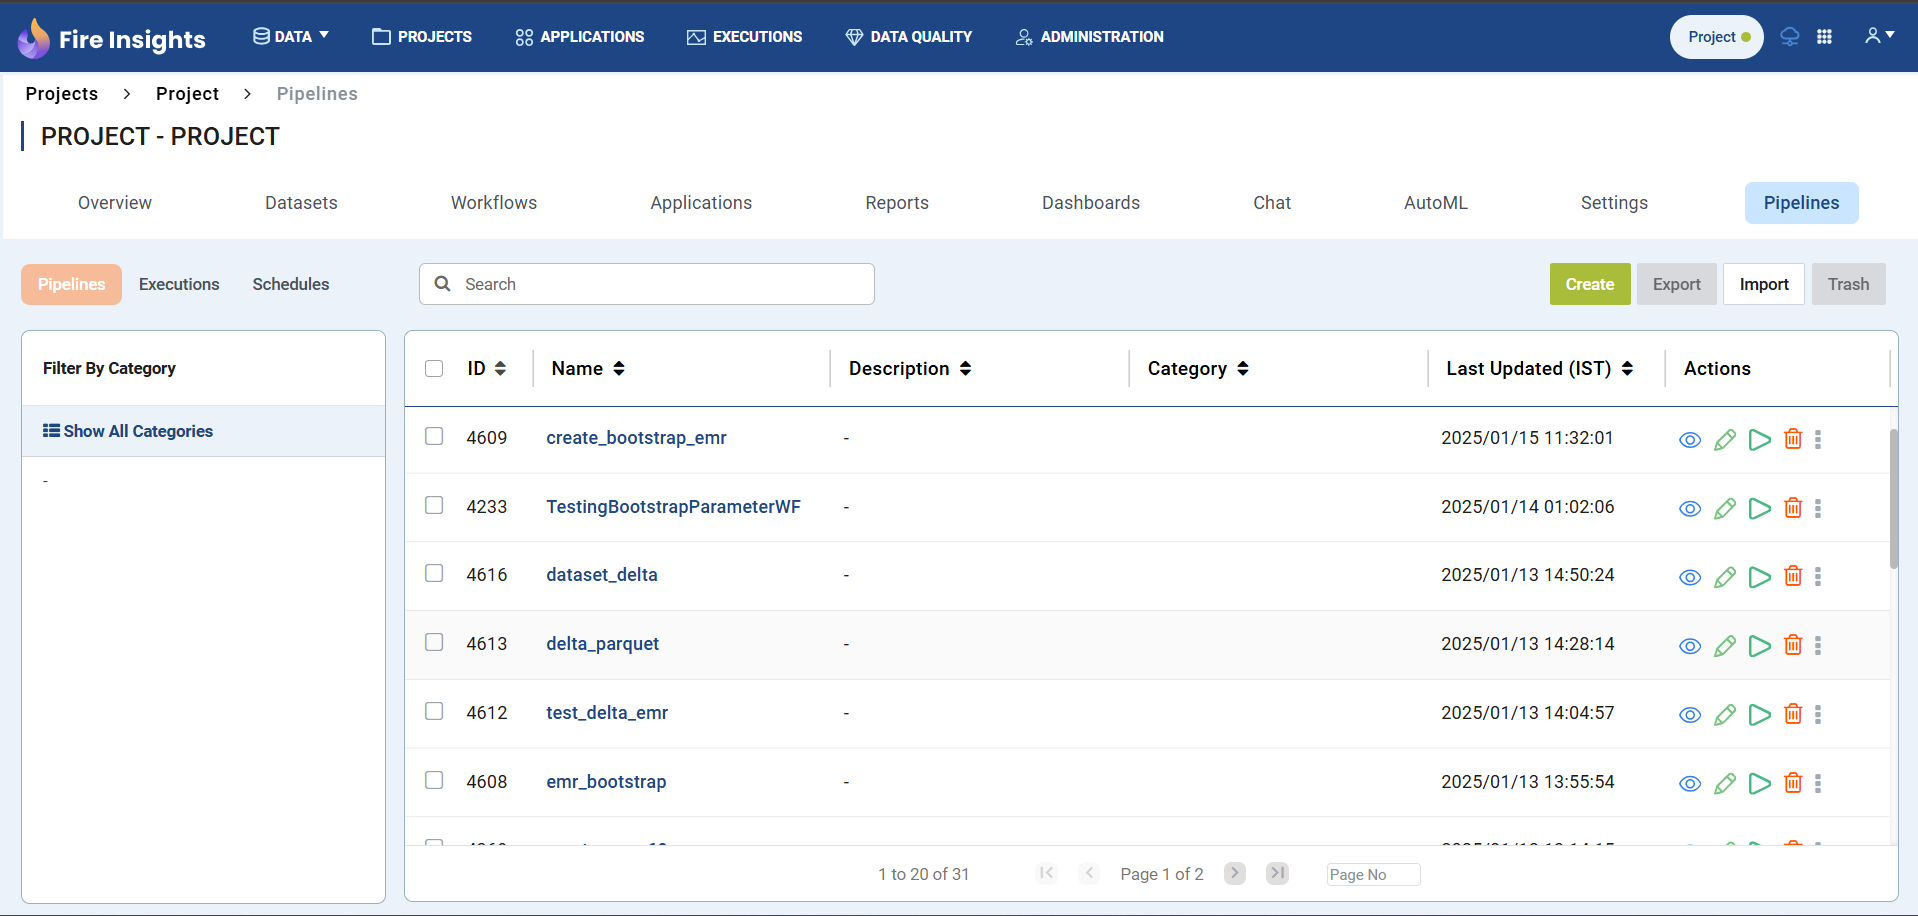 Fire Insights DATA PROJECTS APPLICATIONS EXECUTIONS DATA QUALITY ADMINISTRATION Project
Projects > Project > Pipelines
PROJECT - PROJECT
Overview Datasets Workflows Applications Reports Dashboards Chat AutoML Settings Pipelines
Pipelines Executions Schedules Search Create Export Import Trash
Filter By Category
Show All Categories
-
ID Name Description Category Last Updated (IST) Actions
4609 create_bootstrap_emr - 2025/01/15 11:32:01
4233 TestingBootstrapParameterWF - 2025/01/14 01:02:06
4616 dataset_delta - 2025/01/13 14:50:24
4613 delta_parquet - 2025/01/13 14:28:14
4612 test_delta_emr - 2025/01/13 14:04:57
4608 emr_bootstrap - 2025/01/13 13:55:54
1 to 20 of 31 Page 1 of 2 Page No